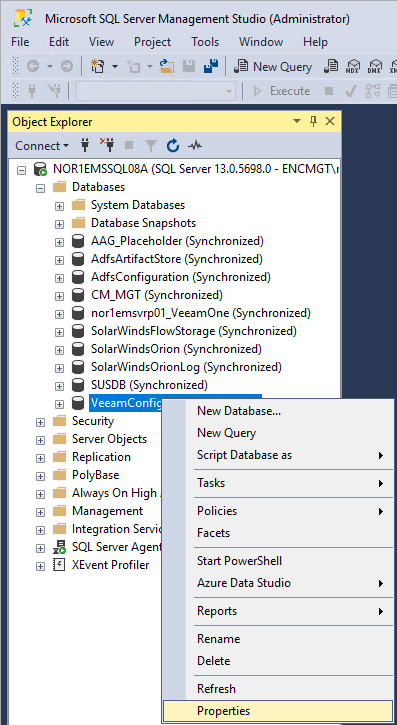 Microsoft SQL Server Management Studio (Administrator)
File Edit View Project Tools Window Help
New Query MDX DMX
Execute
Object Explorer
Connect
NOR1EMSSQL08A (SQL Server 13.0.5698.0 - ENCMGT\
Databases
System Databases
Database Snapshots
AAG_Placeholder (Synchronized)
AdfsArtifactStore (Synchronized)
AdfsConfiguration (Synchronized)
CM_MGT (Synchronized)
nor1emsvrp01_VeeamOne (Synchronized)
SolarWindsFlowStorage (Synchronized)
SolarWindsOrion (Synchronized)
SolarWindsOrionLog (Synchronized)
SUSDB (Synchronized)
VeeamConfig
Security
Server Objects
Replication
PolyBase
Always On High
Management
Integration Servic
SQL Server Agent
XEvent Profiler
New Database...
New Query
Script Database as
Tasks
Policies
Facets
Start PowerShell
Azure Data Studio
Reports
Rename
Delete
Refresh
Properties